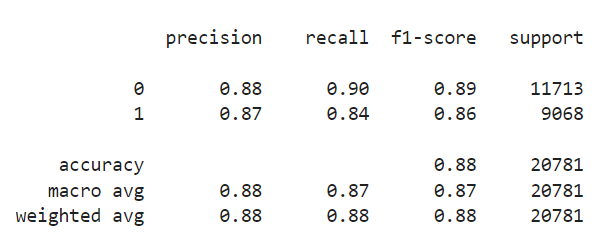 precision recall f1-score support
0 0.88 0.90 0.89 11713
1 0.87 0.84 0.86 9068
accuracy 0.88 20781
macro avg 0.88 0.87 0.87 20781
weighted avg 0.88 0.88 0.88 20781